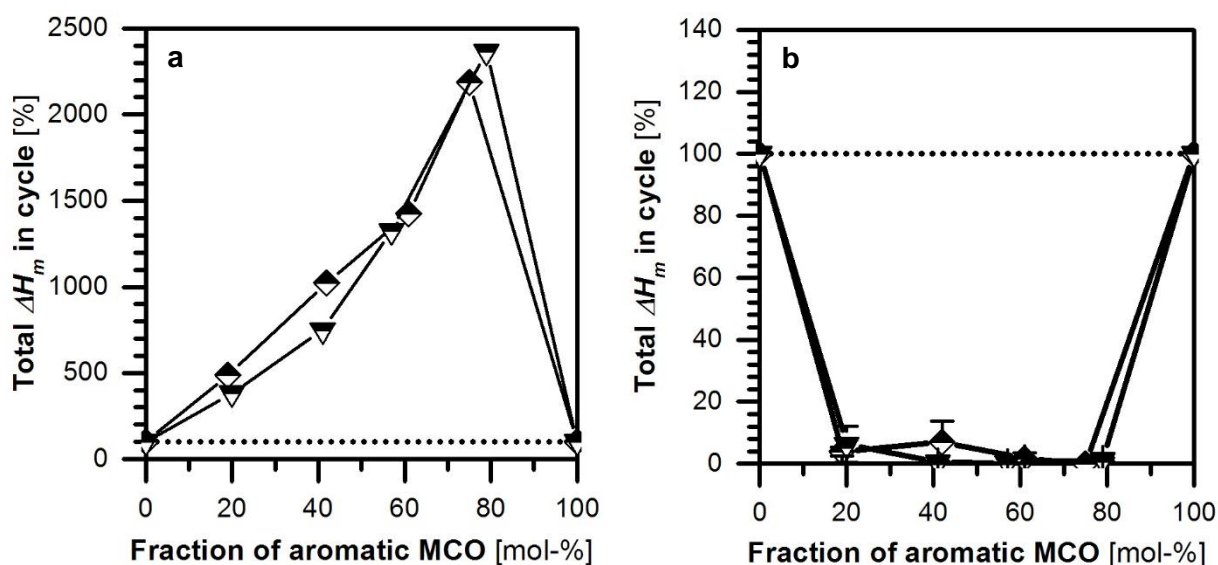 a
Total ΔHm in cycle [%]
2500
2000
1500
1000
500
0
0 20 40 60 80 100
Fraction of aromatic MCO [mol-%]
b
Total ΔHm in cycle [%]
140
120
100
80
60
40
20
0
0 20 40 60 80 100
Fraction of aromatic MCO [mol-%]